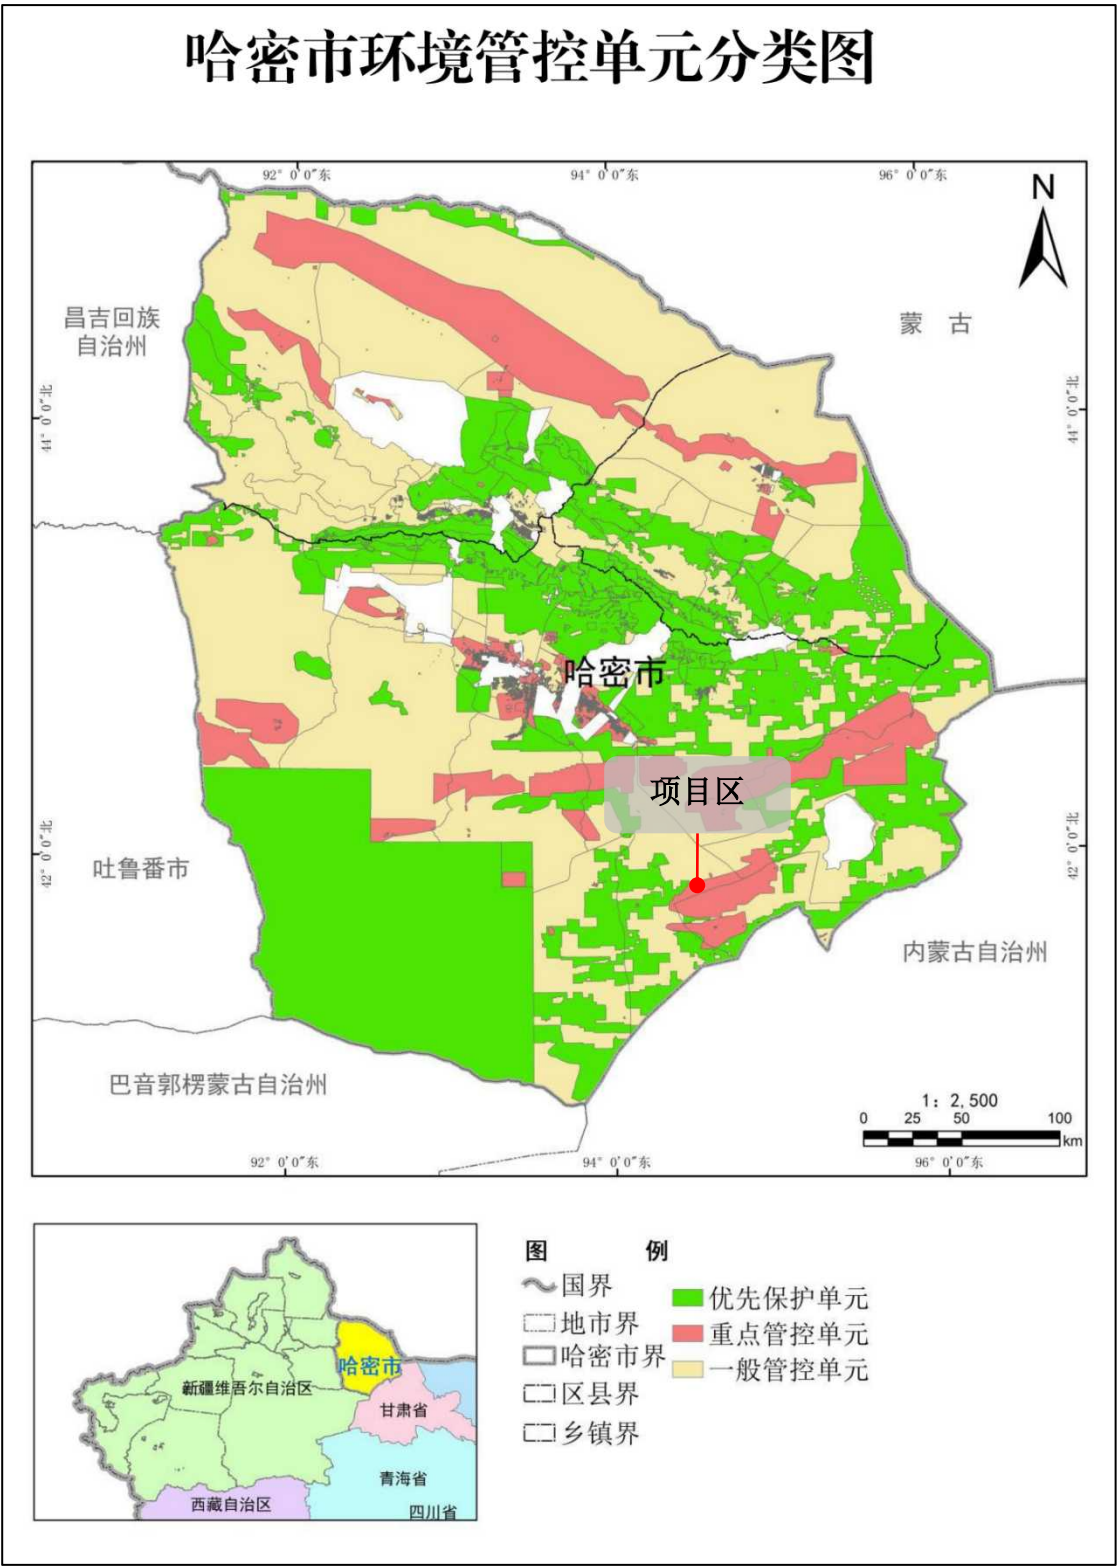 哈密市环境管控单元分类图
92° 0′0″东
94° 0′0″东
96° 0′0″东
N
昌吉回族
自治州
蒙 古
44° 0′0″北
44° 0′0″北
哈密市
项目区
42° 0′0″北
42° 0′0″北
吐鲁番市
内蒙古自治州
巴音郭楞蒙古自治州
1: 2,500
0 25 50 100
km
92° 0′0″东
94° 0′0″东
96° 0′0″东
哈密市
新疆维吾尔自治区
甘肃省
青海省
西藏自治区
四川省
图 例
国界
地市界
哈密市界
区县界
乡镇界
优先保护单元
重点管控单元
一般管控单元